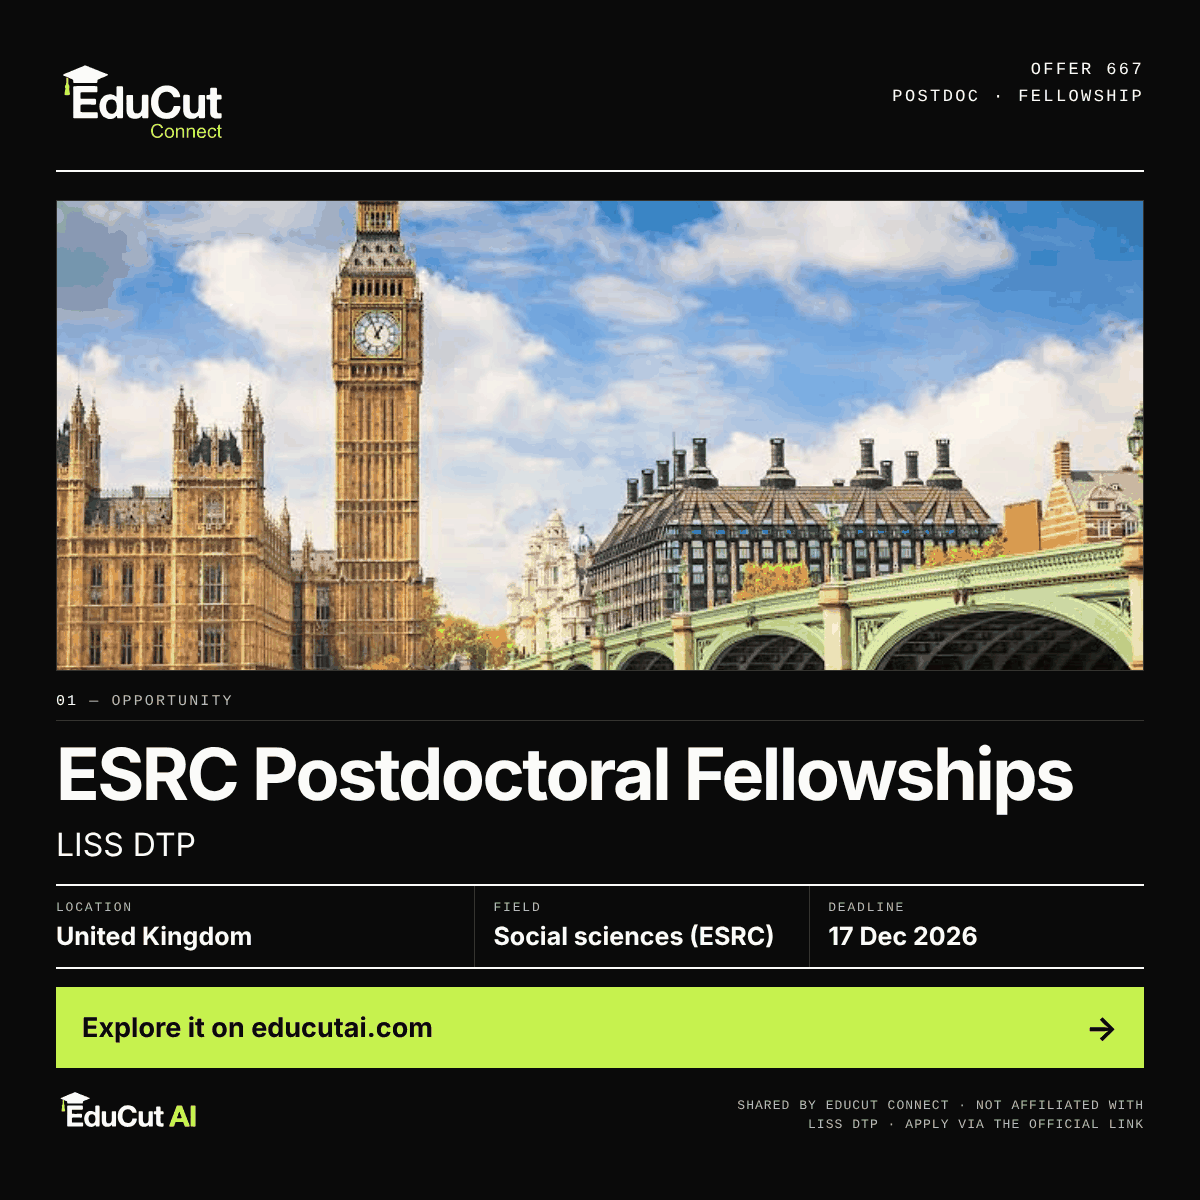 EduCut
Connect
OFFER 667
POSTDOC · FELLOWSHIP
01 — OPPORTUNITY
ESRC Postdoctoral Fellowships
LISS DTP
LOCATION
United Kingdom
FIELD
Social sciences (ESRC)
DEADLINE
17 Dec 2026
Explore it on educutai.com →
EduCut AI
SHARED BY EDUCUT CONNECT · NOT AFFILIATED WITH
LISS DTP · APPLY VIA THE OFFICIAL LINK